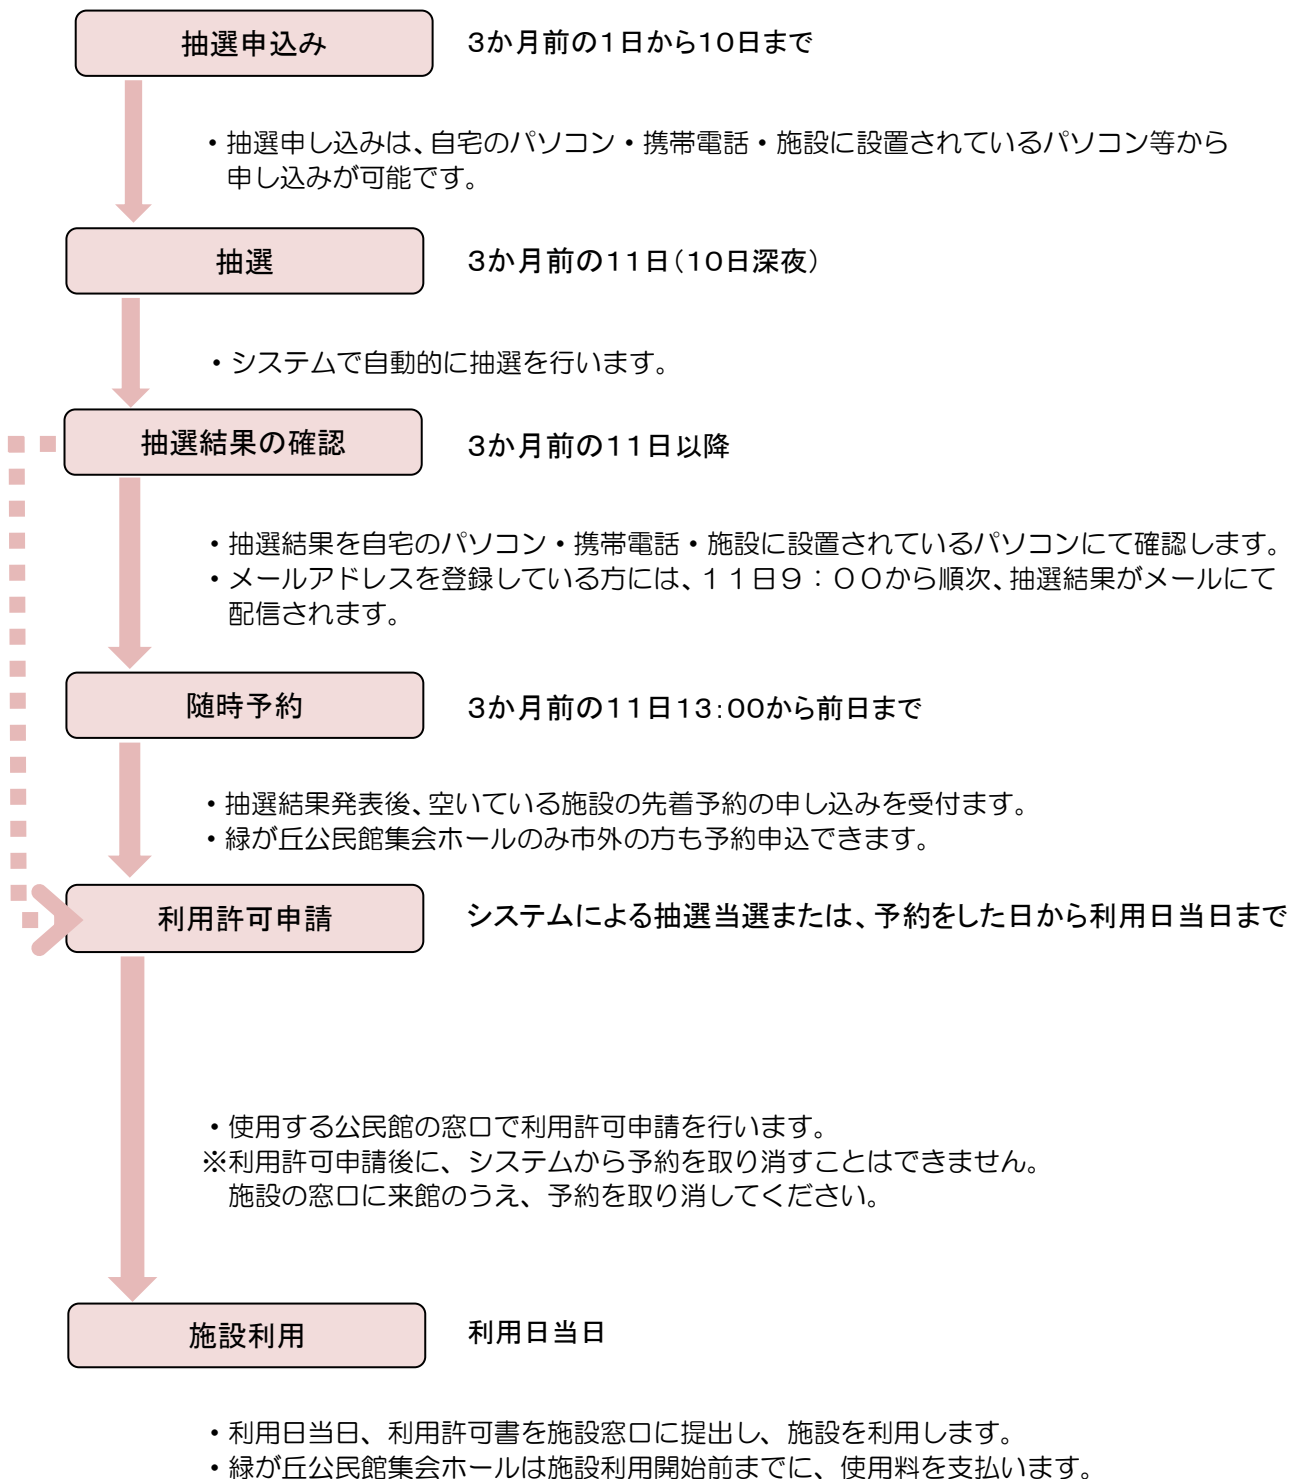 抽選申込み
3か月前の1日から10日まで
・抽選申し込みは、自宅のパソコン・携帯電話・施設に設置されているパソコン等から
申し込みが可能です。
抽選
3か月前の11日(10日深夜)
・システムで自動的に抽選を行います。
抽選結果の確認
3か月前の11日以降
・抽選結果を自宅のパソコン・携帯電話・施設に設置されているパソコンにて確認します。
・メールアドレスを登録している方には、11日9:00から順次、抽選結果がメールにて
配信されます。
随時予約
3か月前の11日13:00から前日まで
・抽選結果発表後、空いている施設の先着予約の申し込みを受付ます。
・緑が丘公民館集会ホールのみ市外の方も予約申込できます。
利用許可申請
システムによる抽選当選または、予約をした日から利用日当日まで
・使用する公民館の窓口で利用許可申請を行います。
※利用許可申請後に、システムから予約を取り消すことはできません。
施設の窓口に来館のうえ、予約を取り消してください。
施設利用
利用日当日
・利用日当日、利用許可書を施設窓口に提出し、施設を利用します。
・緑が丘公民館集会ホールは施設利用開始前までに、使用料を支払います。